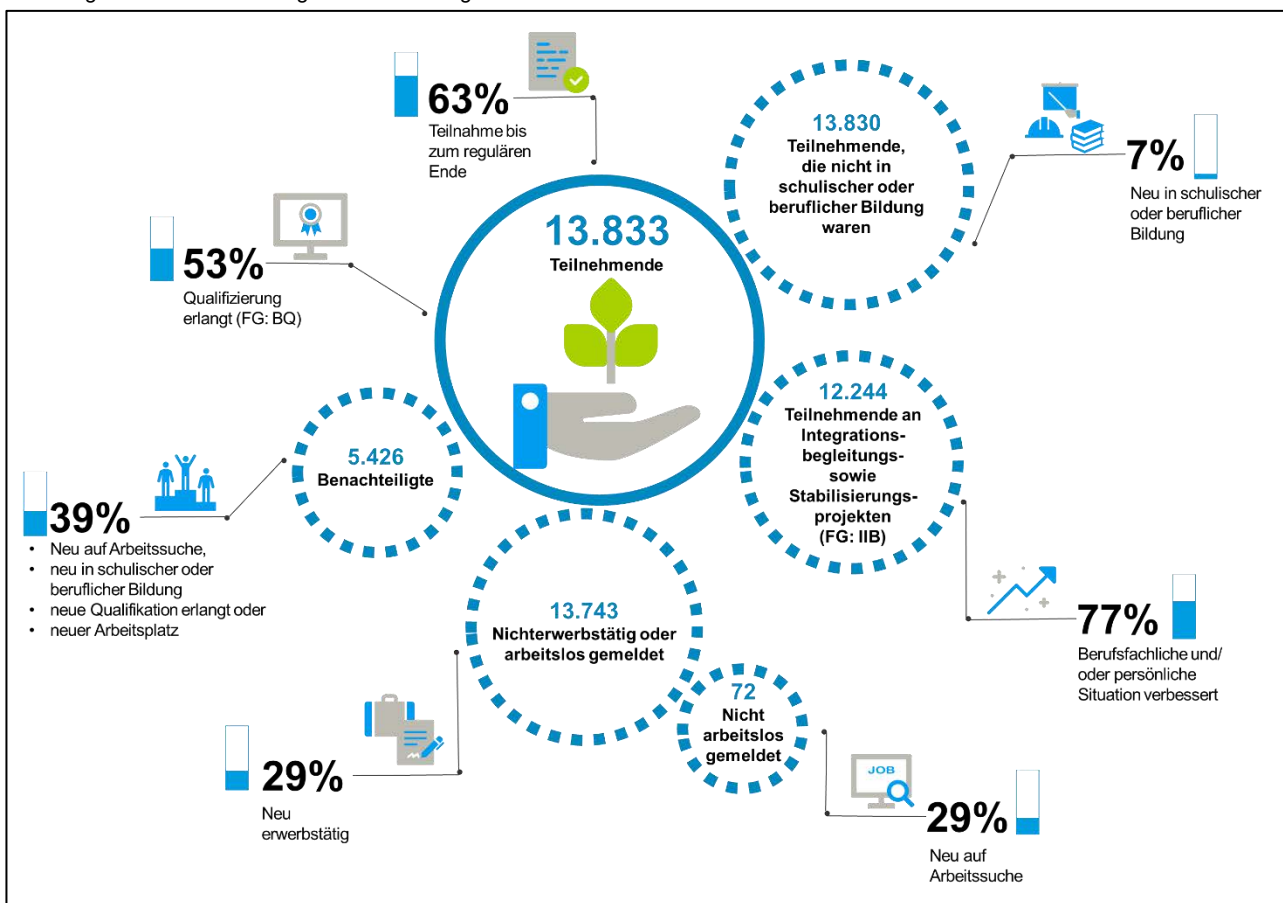 63%
Teilnahme bis
zum regulären
Ende
13.830
Teilnehmende,
die nicht in
schulischer oder
beruflicher Bildung
waren
7%
Neu in schulischer
oder beruflicher
Bildung
53%
Qualifizierung
erlangt (FG: BQ)
13.833
Teilnehmende
5.426
Benachteiligte
12.244
Teilnehmende an
Integrations-
begleitungs-
sowie
Stabilisierungs-
projekten
(FG: IIB)
39%
• Neu auf Arbeitssuche,
• neu in schulischer oder
beruflicher Bildung
• neue Qualifikation erlangt oder
• neuer Arbeitsplatz
13.743
Nichterwerbstätig oder
arbeitslos gemeldet
77%
Berufsfachliche und/
oder persönliche
Situation verbessert
72
Nicht
arbeitslos
gemeldet
29%
Neu
erwerbstätig
JOB
29%
Neu auf
Arbeitssuche